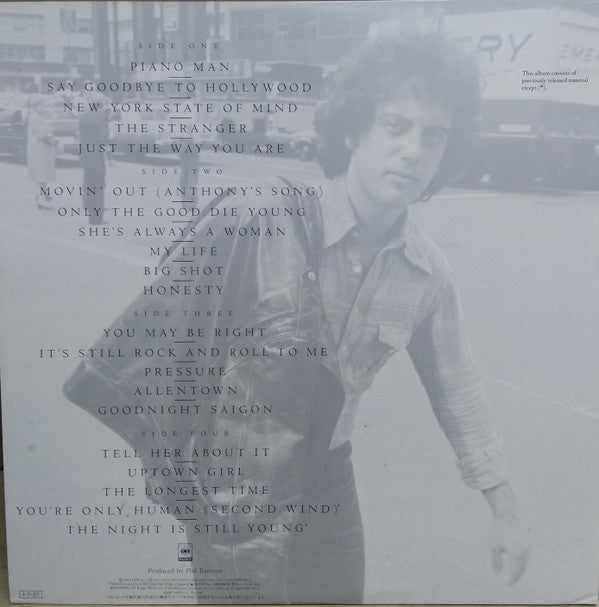 SIDE ONE
PIANO MAN
SAY GOODBYE TO HOLLYWOOD
NEW YORK STATE OF MIND
THE STRANGER
JUST THE WAY YOU ARE
SIDE TWO
MOVIN' OUT (ANTHONY'S SONG)
ONLY THE GOOD DIE YOUNG
SHE'S ALWAYS A WOMAN
MY LIFE
BIG SHOT
HONESTY
SIDE THREE
YOU MAY BE RIGHT
IT'S STILL ROCK AND ROLL TO ME
PRESSURE
ALLENTOWN
GOODNIGHT SAIGON
SIDE FOUR
TELL HER ABOUT IT
UPTOWN GIRL
THE LONGEST TIME
YOU'RE ONLY HUMAN (SECOND WIND)*
THE NIGHT IS STILL YOUNG*
This album consists of
previously released material
except (*)
ERY
Produced by Phil Ramone